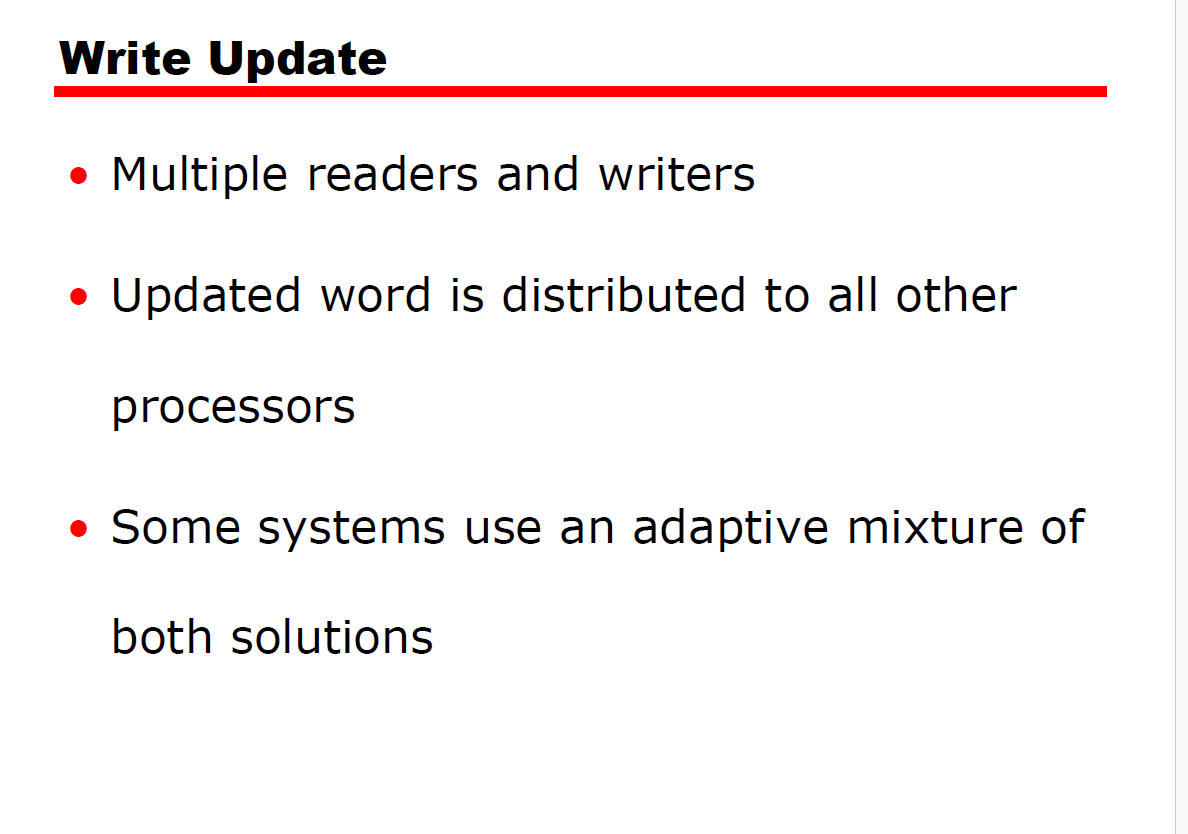 Write Update
• Multiple readers and writers
• Updated word is distributed to all other
processors
• Some systems use an adaptive mixture of
both solutions